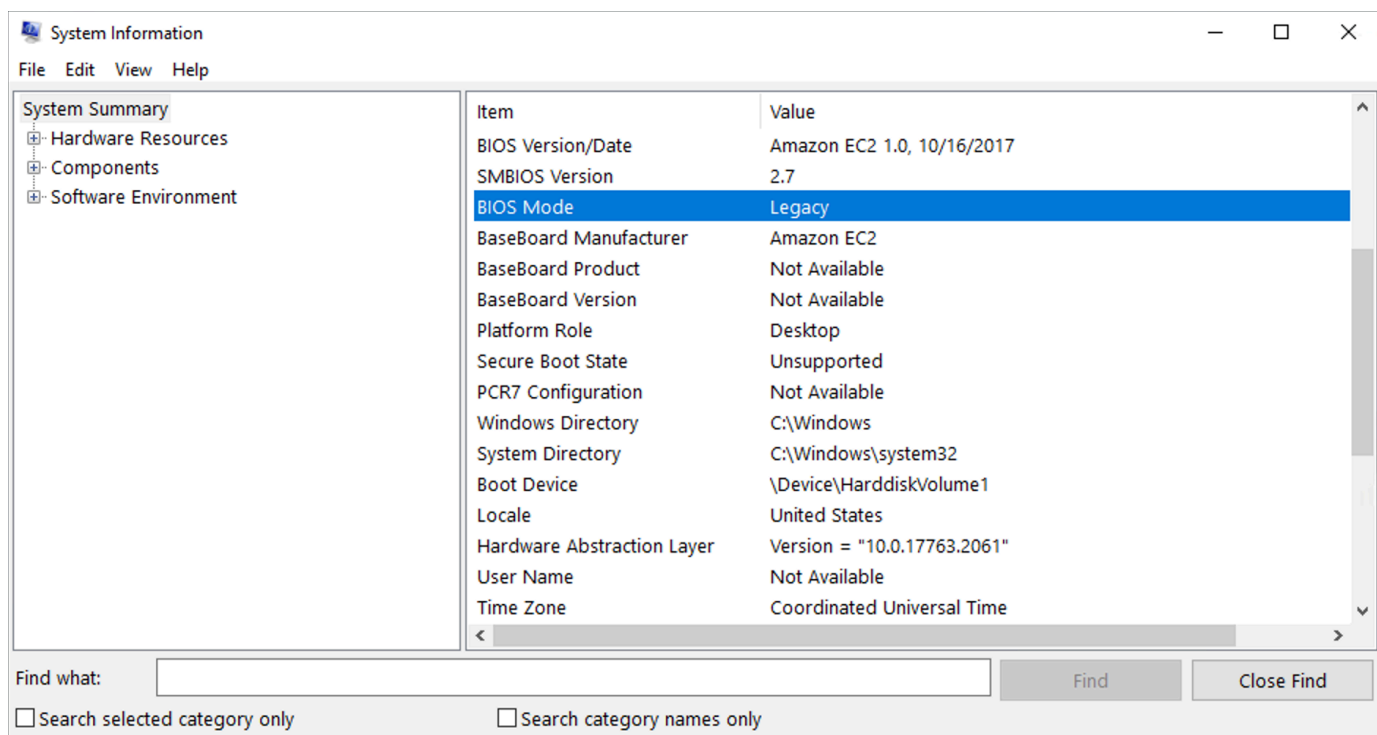 System Information
File Edit View Help
System Summary
Hardware Resources
Components
Software Environment
Item Value
BIOS Version/Date Amazon EC2 1.0, 10/16/2017
SMBIOS Version 2.7
BIOS Mode Legacy
BaseBoard Manufacturer Amazon EC2
BaseBoard Product Not Available
BaseBoard Version Not Available
Platform Role Desktop
Secure Boot State Unsupported
PCR7 Configuration Not Available
Windows Directory C:\Windows
System Directory C:\Windows\system32
Boot Device \Device\HarddiskVolume1
Locale United States
Hardware Abstraction Layer Version = "10.0.17763.2061"
User Name Not Available
Time Zone Coordinated Universal Time
Find what: Find Close Find
Search selected category only Search category names only